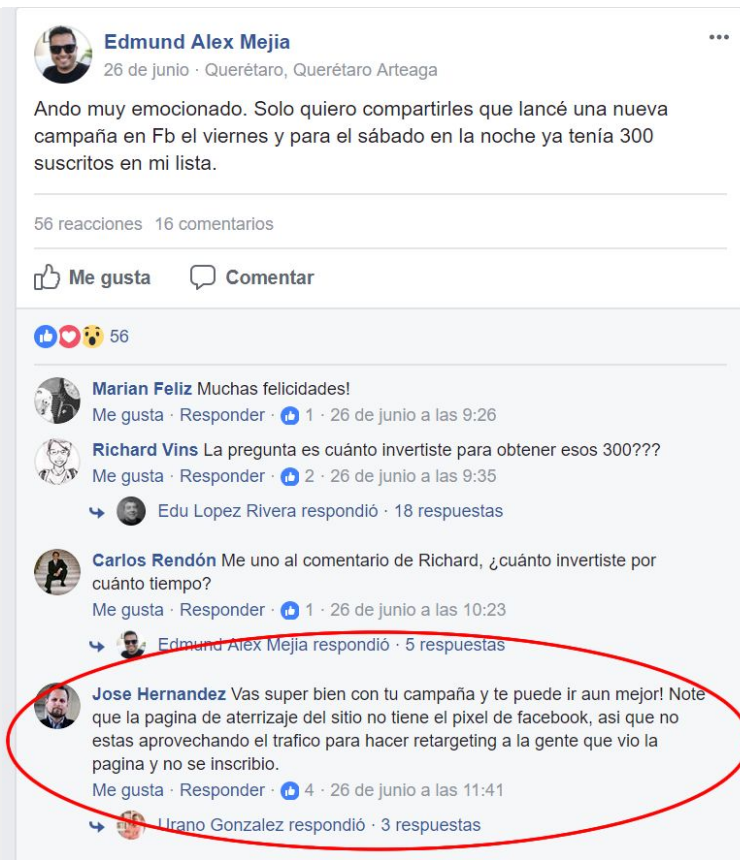 Edmund Alex Mejia
26 de junio · Querétaro, Querétaro Arteaga
Ando muy emocionado. Solo quiero compartirles que lancé una nueva
campaña en Fb el viernes y para el sábado en la noche ya tenía 300
suscritos en mi lista.
56 reacciones 16 comentarios
Me gusta Comentar
56
Marian Feliz Muchas felicidades!
Me gusta · Responder · 1 · 26 de junio a las 9:26
Richard Vins La pregunta es cuánto invertiste para obtener esos 300???
Me gusta · Responder · 2 · 26 de junio a las 9:35
Edu Lopez Rivera respondió · 18 respuestas
Carlos Rendón Me uno al comentario de Richard, ¿cuánto invertiste por
cuánto tiempo?
Me gusta · Responder · 1 · 26 de junio a las 10:23
Edmund Alex Mejia respondió · 5 respuestas
Jose Hernandez Vas super bien con tu campaña y te puede ir aun mejor! Note
que la pagina de aterrizaje del sitio no tiene el pixel de facebook, asi que no
estas aprovechando el trafico para hacer retargeting a la gente que vio la
pagina y no se inscribio.
Me gusta · Responder · 4 · 26 de junio a las 11:41
Urano Gonzalez respondió · 3 respuestas